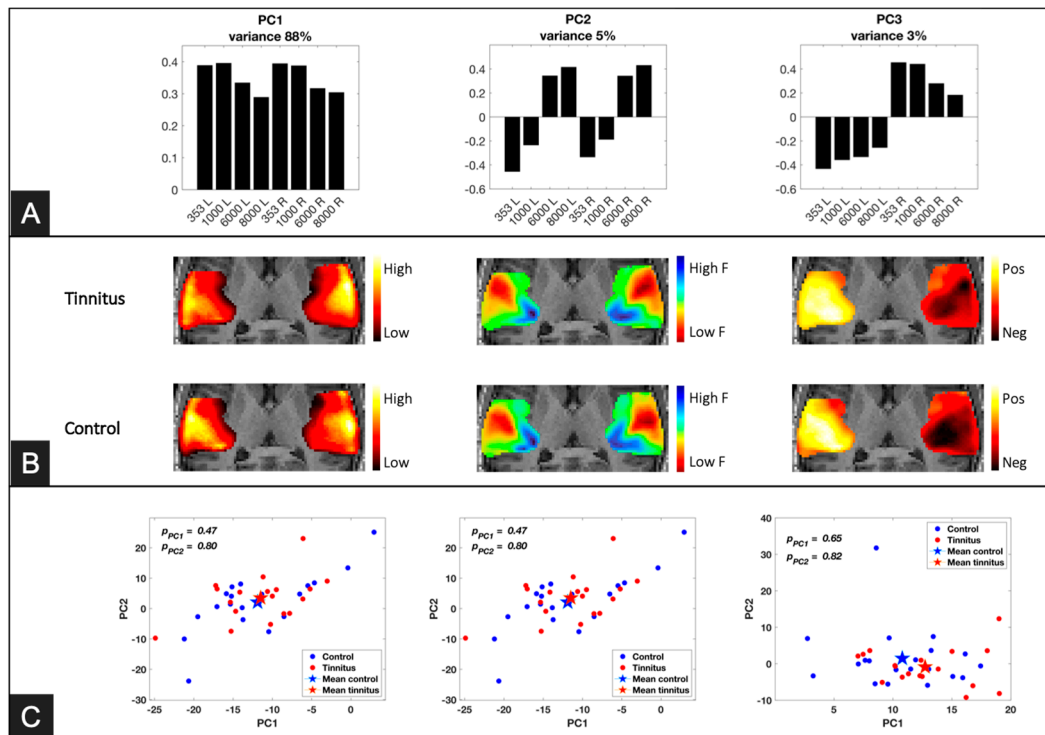 PC1
variance 88%
0.4
0.3
0.2
0.1
0
353 L
1000 L
6000 L
8000 L
353 R
1000 R
6000 R
8000 R
PC2
variance 5%
0.4
0.2
0
-0.2
-0.4
-0.6
353 L
1000 L
6000 L
8000 L
353 R
1000 R
6000 R
8000 R
PC3
variance 3%
0.4
0.2
0
-0.2
-0.4
-0.6
353 L
1000 L
6000 L
8000 L
353 R
1000 R
6000 R
8000 R
A
Tinnitus
High
Low
High F
Low F
Pos
Neg
Control
High
Low
High F
Low F
Pos
Neg
B
pPC1 = 0.47
pPC2 = 0.80
20
10
0
-10
-20
-30
PC2
-25 -20 -15 -10 -5 0
PC1
Control
Tinnitus
Mean control
Mean tinnitus
pPC1 = 0.47
pPC2 = 0.80
20
10
0
-10
-20
-30
PC2
-25 -20 -15 -10 -5 0
PC1
Control
Tinnitus
Mean control
Mean tinnitus
pPC1 = 0.65
pPC2 = 0.82
40
30
20
10
0
-10
PC2
0 5 10 15 20
PC1
Control
Tinnitus
Mean control
Mean tinnitus
C